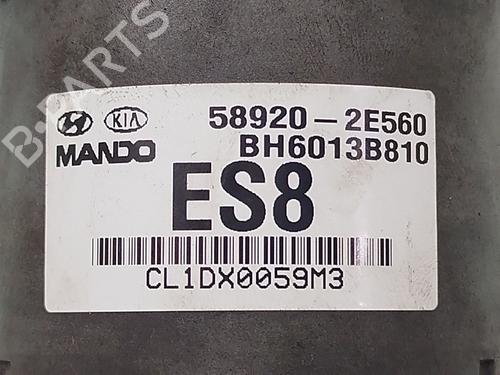 B-PARTS
KIA 58920-2E560
MANDO BH6013B810
ES8
CL1DX0059M3